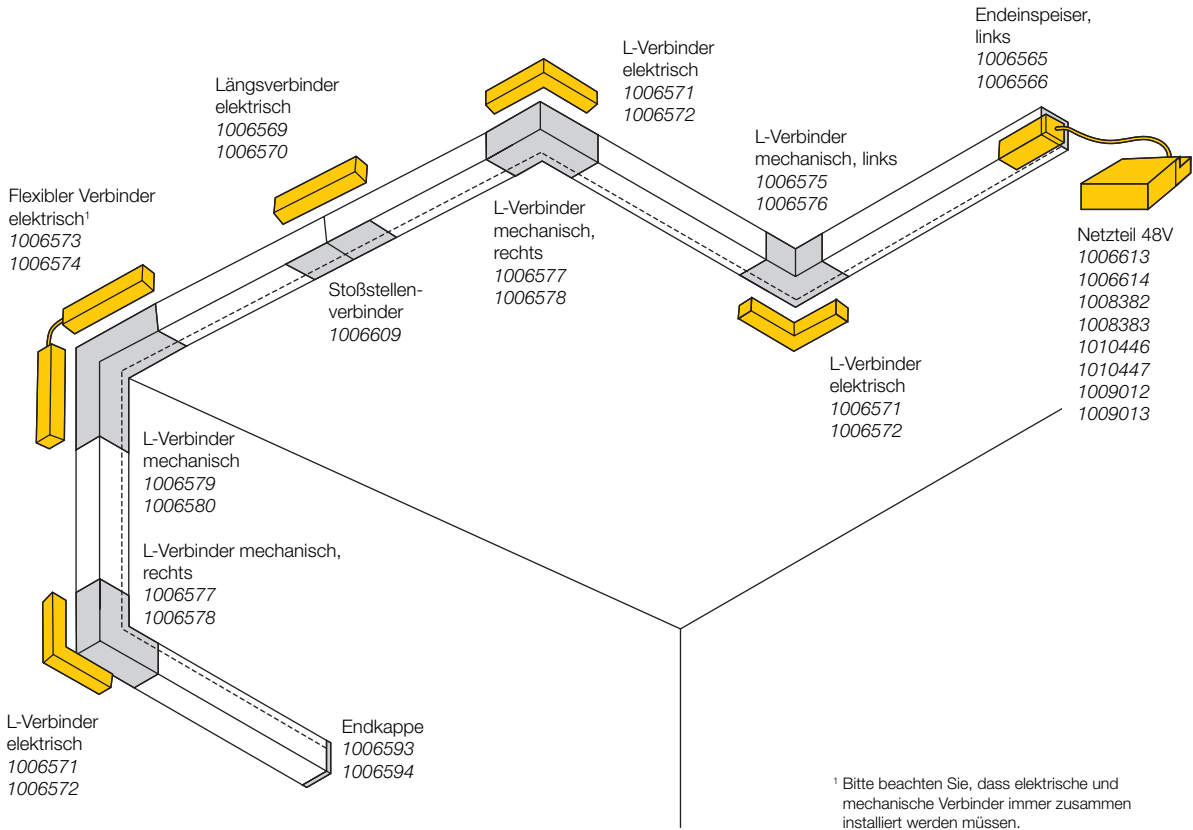 Endeinspeiser,
links
1006565
1006566
L-Verbinder
elektrisch
1006571
1006572
Längsverbinder
elektrisch
1006569
1006570
L-Verbinder
mechanisch, links
1006575
1006576
Flexibler Verbinder
elektrisch¹
1006573
1006574
L-Verbinder
mechanisch,
rechts
1006577
1006578
Netzteil 48V
1006613
1006614
1008382
1008383
1010446
1010447
1009012
1009013
Stoßstellen-
verbinder
1006609
L-Verbinder
elektrisch
1006571
1006572
L-Verbinder
mechanisch
1006579
1006580
L-Verbinder mechanisch,
rechts
1006577
1006578
L-Verbinder
elektrisch
1006571
1006572
Endkappe
1006593
1006594
¹ Bitte beachten Sie, dass elektrische und
mechanische Verbinder immer zusammen
installiert werden müssen.